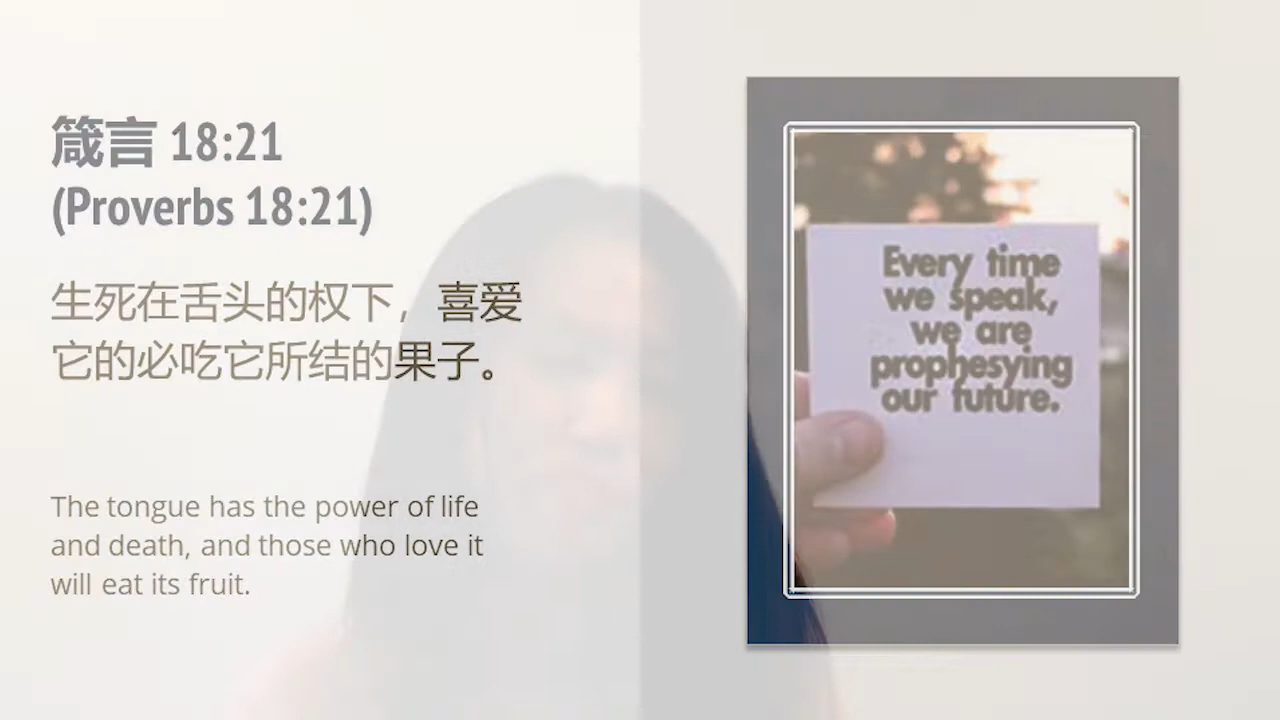 箴言 18:21
(Proverbs 18:21)
生死在舌头的权下，喜爱
它的必吃它所结的果子。
The tongue has the power of life
and death, and those who love it
will eat its fruit.
Every time
we speak,
we are
prophesying
our future.